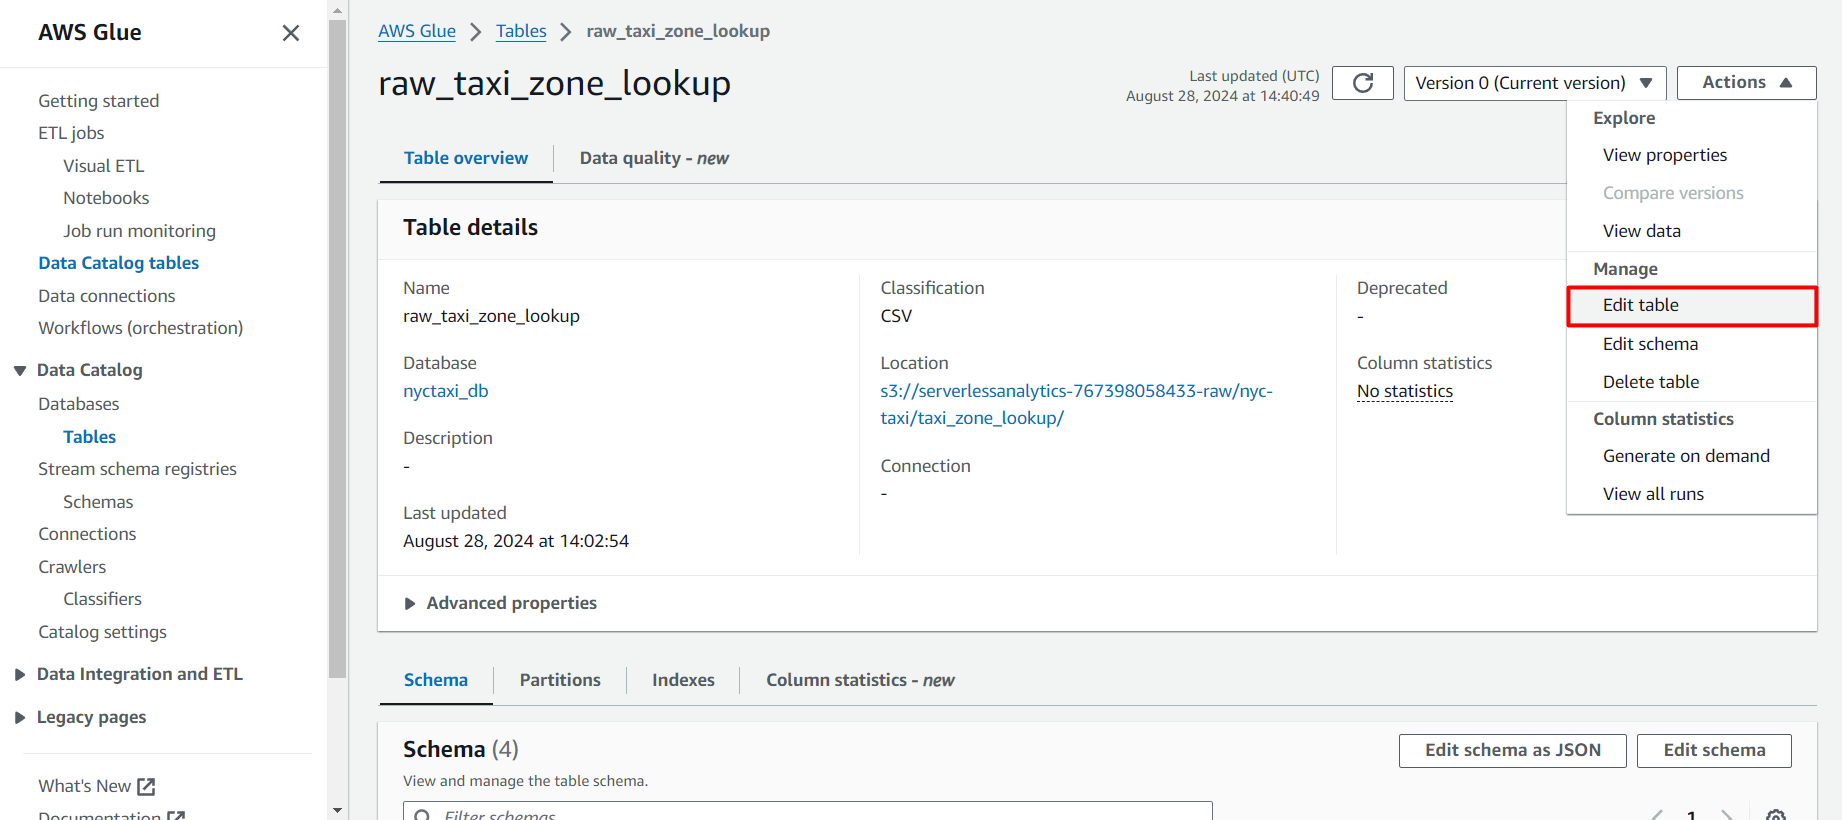 AWS Glue
Getting started
ETL jobs
Visual ETL
Notebooks
Job run monitoring
Data Catalog tables
Data connections
Workflows (orchestration)
Data Catalog
Databases
Tables
Stream schema registries
Schemas
Connections
Crawlers
Classifiers
Catalog settings
Data Integration and ETL
Legacy pages
What's New
Documentation
AWS Glue
Tables
raw_taxi_zone_lookup
raw_taxi_zone_lookup
Last updated (UTC)
August 28, 2024 at 14:40:49
Version 0 (Current version)
Actions
Explore
View properties
Compare versions
View data
Manage
Edit table
Edit schema
Delete table
Column statistics
Generate on demand
View all runs
Table overview
Data quality - new
Table details
Name
raw_taxi_zone_lookup
Database
nyctaxi_db
Description
-
Last updated
August 28, 2024 at 14:02:54
Classification
CSV
Location
s3://serverlessanalytics-767398058433-raw/nyc-
taxi/taxi_zone_lookup/
Connection
-
Deprecated
-
Column statistics
No statistics
Advanced properties
Schema
Partitions
Indexes
Column statistics - new
Schema (4)
View and manage the table schema.
Edit schema as JSON
Edit schema
Filter schemas
1